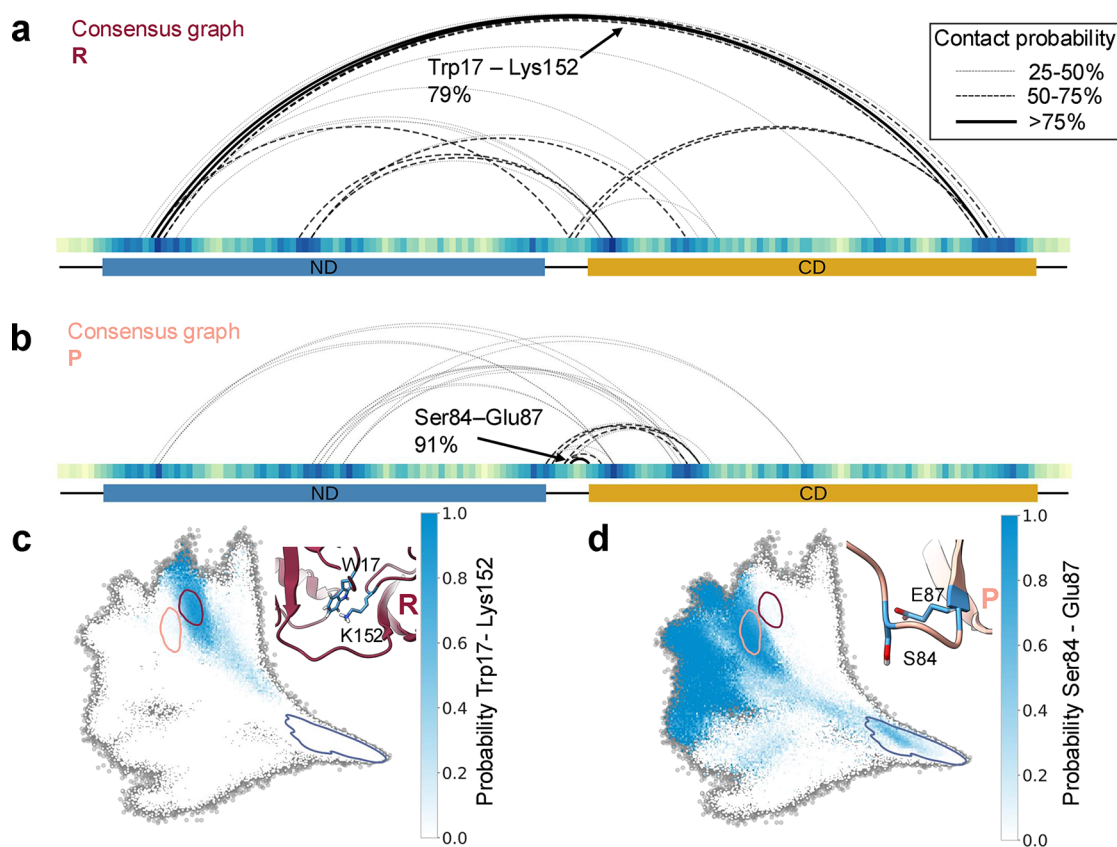 a
Consensus graph
R
Trp17 – Lys152
79%
Contact probability
25-50%
50-75%
>75%
ND
CD
b
Consensus graph
P
Ser84–Glu87
91%
ND
CD
c
W17
R
K152
1.0
0.8
0.6
0.4
0.2
0.0
Probability Trp17- Lys152
d
E87
P
S84
1.0
0.8
0.6
0.4
0.2
0.0
Probability Ser84 - Glu87